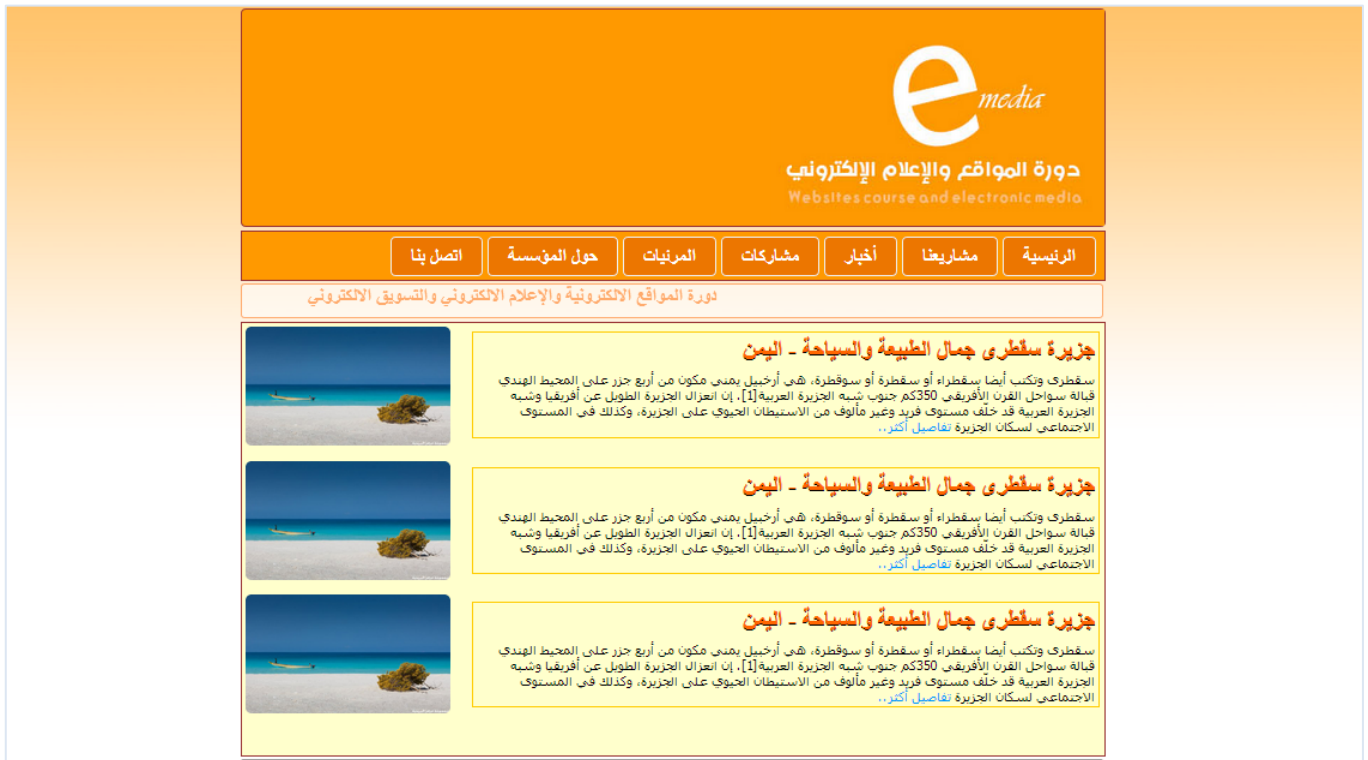 e media
دورة المواقع والإعلام الإلكتروني
Websites course and electronic media
الرئيسية
مشاريعنا
أخبار
مشاركات
المرئيات
حول المؤسسة
اتصل بنا
دورة المواقع الالكترونية والإعلام الالكتروني والتسويق الالكتروني
جزيرة سقطرى جمال الطبيعة والسياحة - اليمن
سقطرى وتكتب أيضا سقطراء أو سقطرة أو سوقطرة، هي أرخبيل يمني مكون من أربع جزر على المحيط الهندي
قبالة سواحل القرن الأفريقي 350كم جنوب شبه الجزيرة العربية[1]. إن انعزال الجزيرة الطويل عن أفريقيا وشبه
الجزيرة العربية قد خلّف مستوى فريد وغير مألوف من الاستيطان الحيوي على الجزيرة، وكذلك في المستوى
الاجتماعي لسكان الجزيرة تفاصيل أكثر..
جزيرة سقطرى جمال الطبيعة والسياحة - اليمن
سقطرى وتكتب أيضا سقطراء أو سقطرة أو سوقطرة، هي أرخبيل يمني مكون من أربع جزر على المحيط الهندي
قبالة سواحل القرن الأفريقي 350كم جنوب شبه الجزيرة العربية[1]. إن انعزال الجزيرة الطويل عن أفريقيا وشبه
الجزيرة العربية قد خلّف مستوى فريد وغير مألوف من الاستيطان الحيوي على الجزيرة، وكذلك في المستوى
الاجتماعي لسكان الجزيرة تفاصيل أكثر..
جزيرة سقطرى جمال الطبيعة والسياحة - اليمن
سقطرى وتكتب أيضا سقطراء أو سقطرة أو سوقطرة، هي أرخبيل يمني مكون من أربع جزر على المحيط الهندي
قبالة سواحل القرن الأفريقي 350كم جنوب شبه الجزيرة العربية[1]. إن انعزال الجزيرة الطويل عن أفريقيا وشبه
الجزيرة العربية قد خلّف مستوى فريد وغير مألوف من الاستيطان الحيوي على الجزيرة، وكذلك في المستوى
الاجتماعي لسكان الجزيرة تفاصيل أكثر..